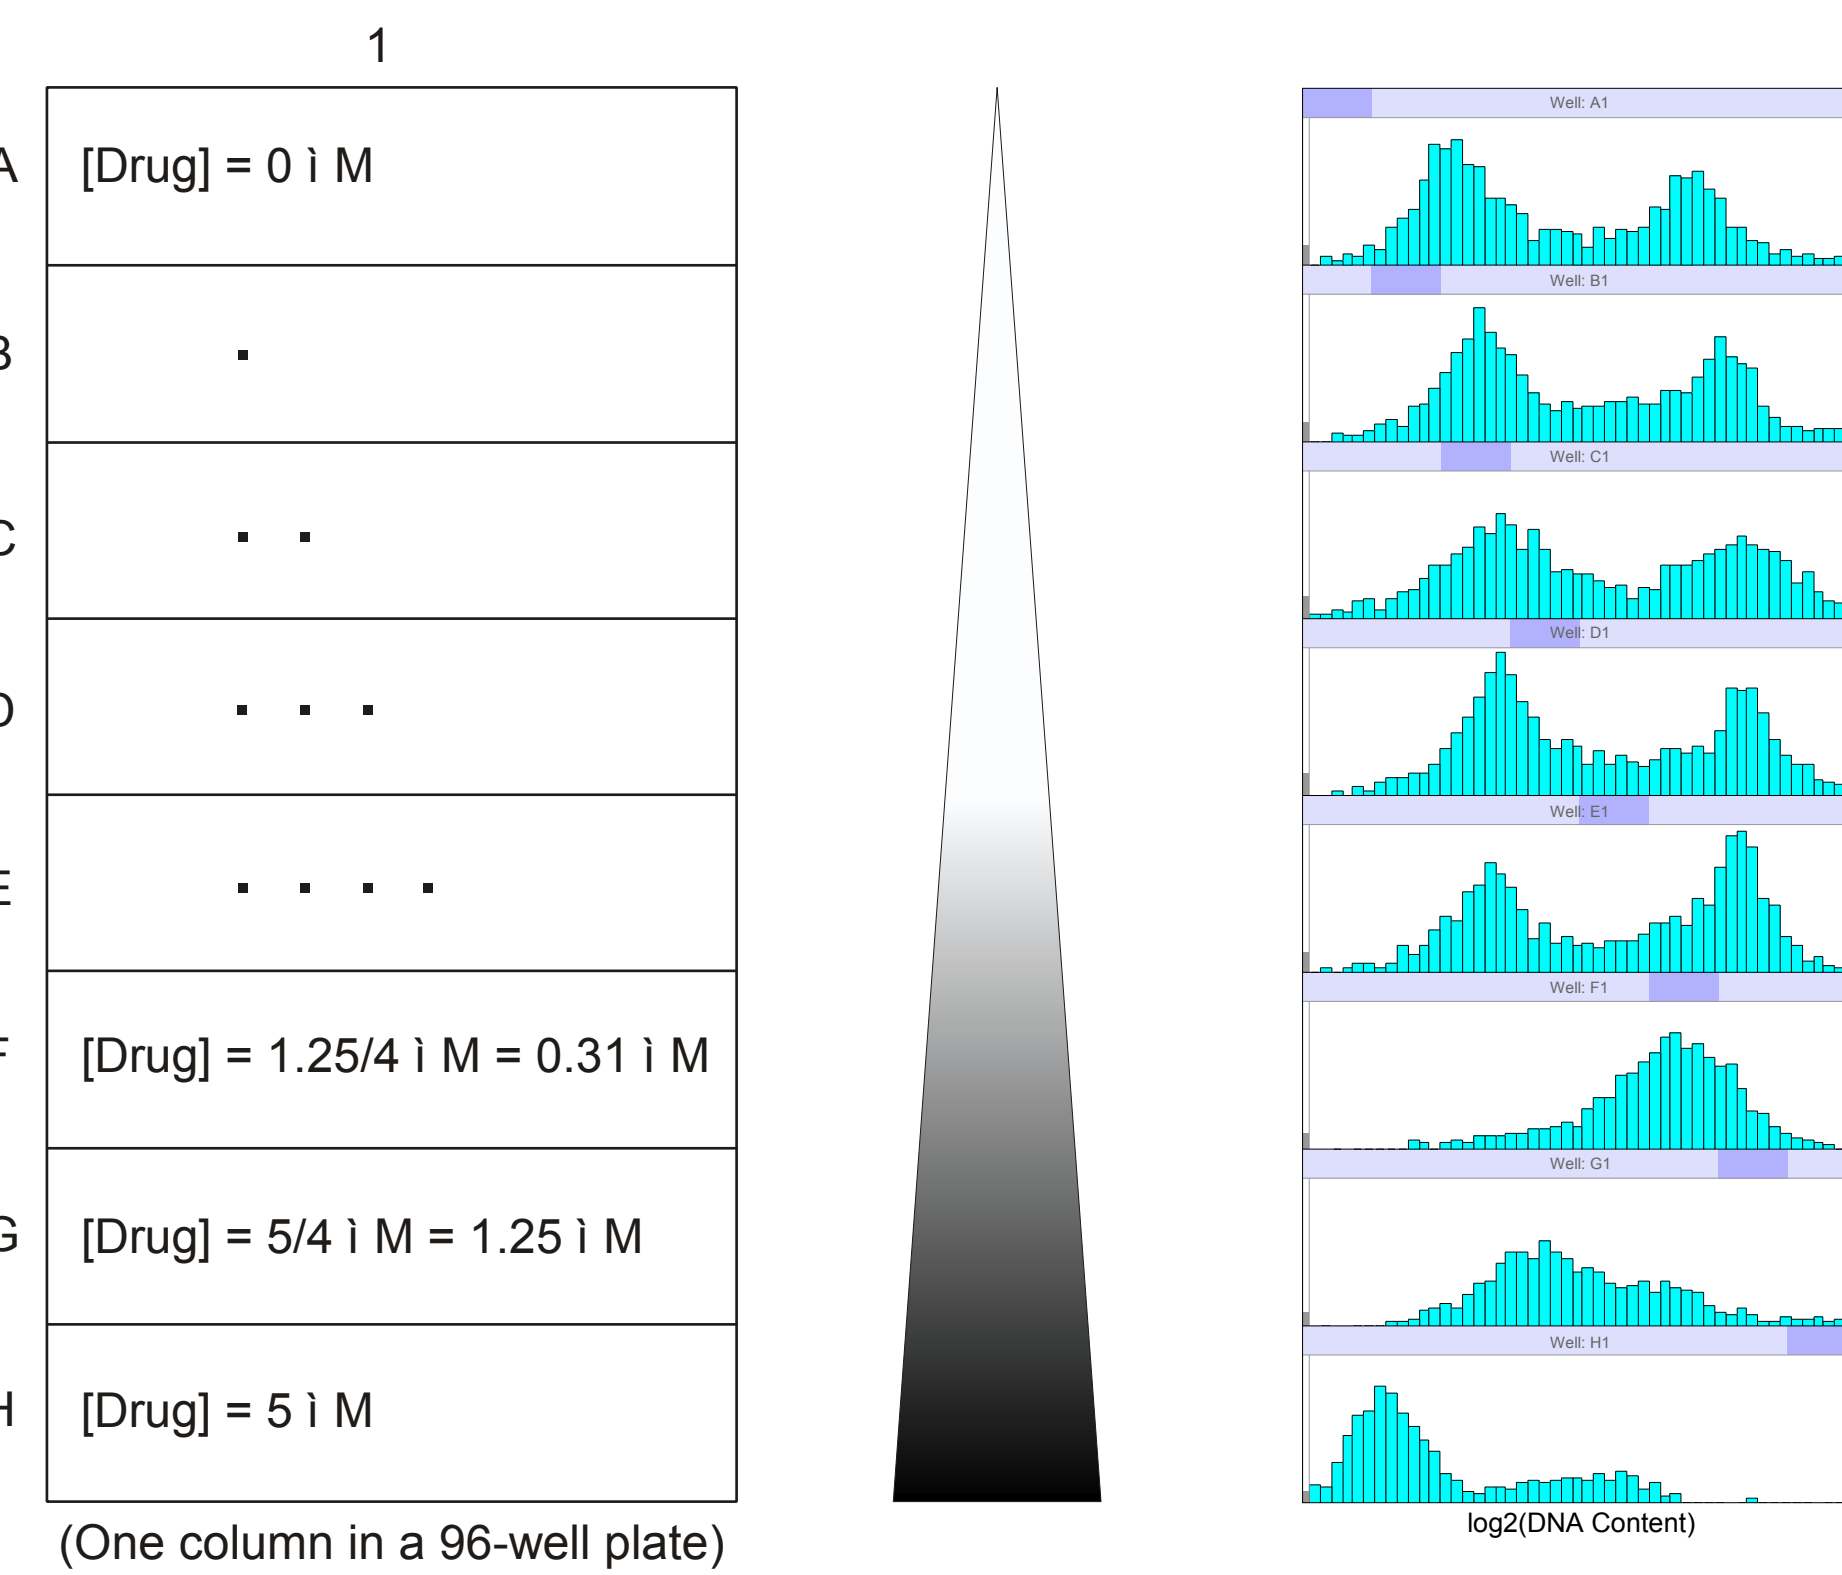 1
A
[Drug] = 0 ì M
B
C
D
E
F
[Drug] = 1.25/4 ì M = 0.31 ì M
G
[Drug] = 5/4 ì M = 1.25 ì M
H
[Drug] = 5 ì M
(One column in a 96-well plate)
Well: A1
Well: B1
Well: C1
Well: D1
Well: E1
Well: F1
Well: G1
Well: H1
log2(DNA Content)